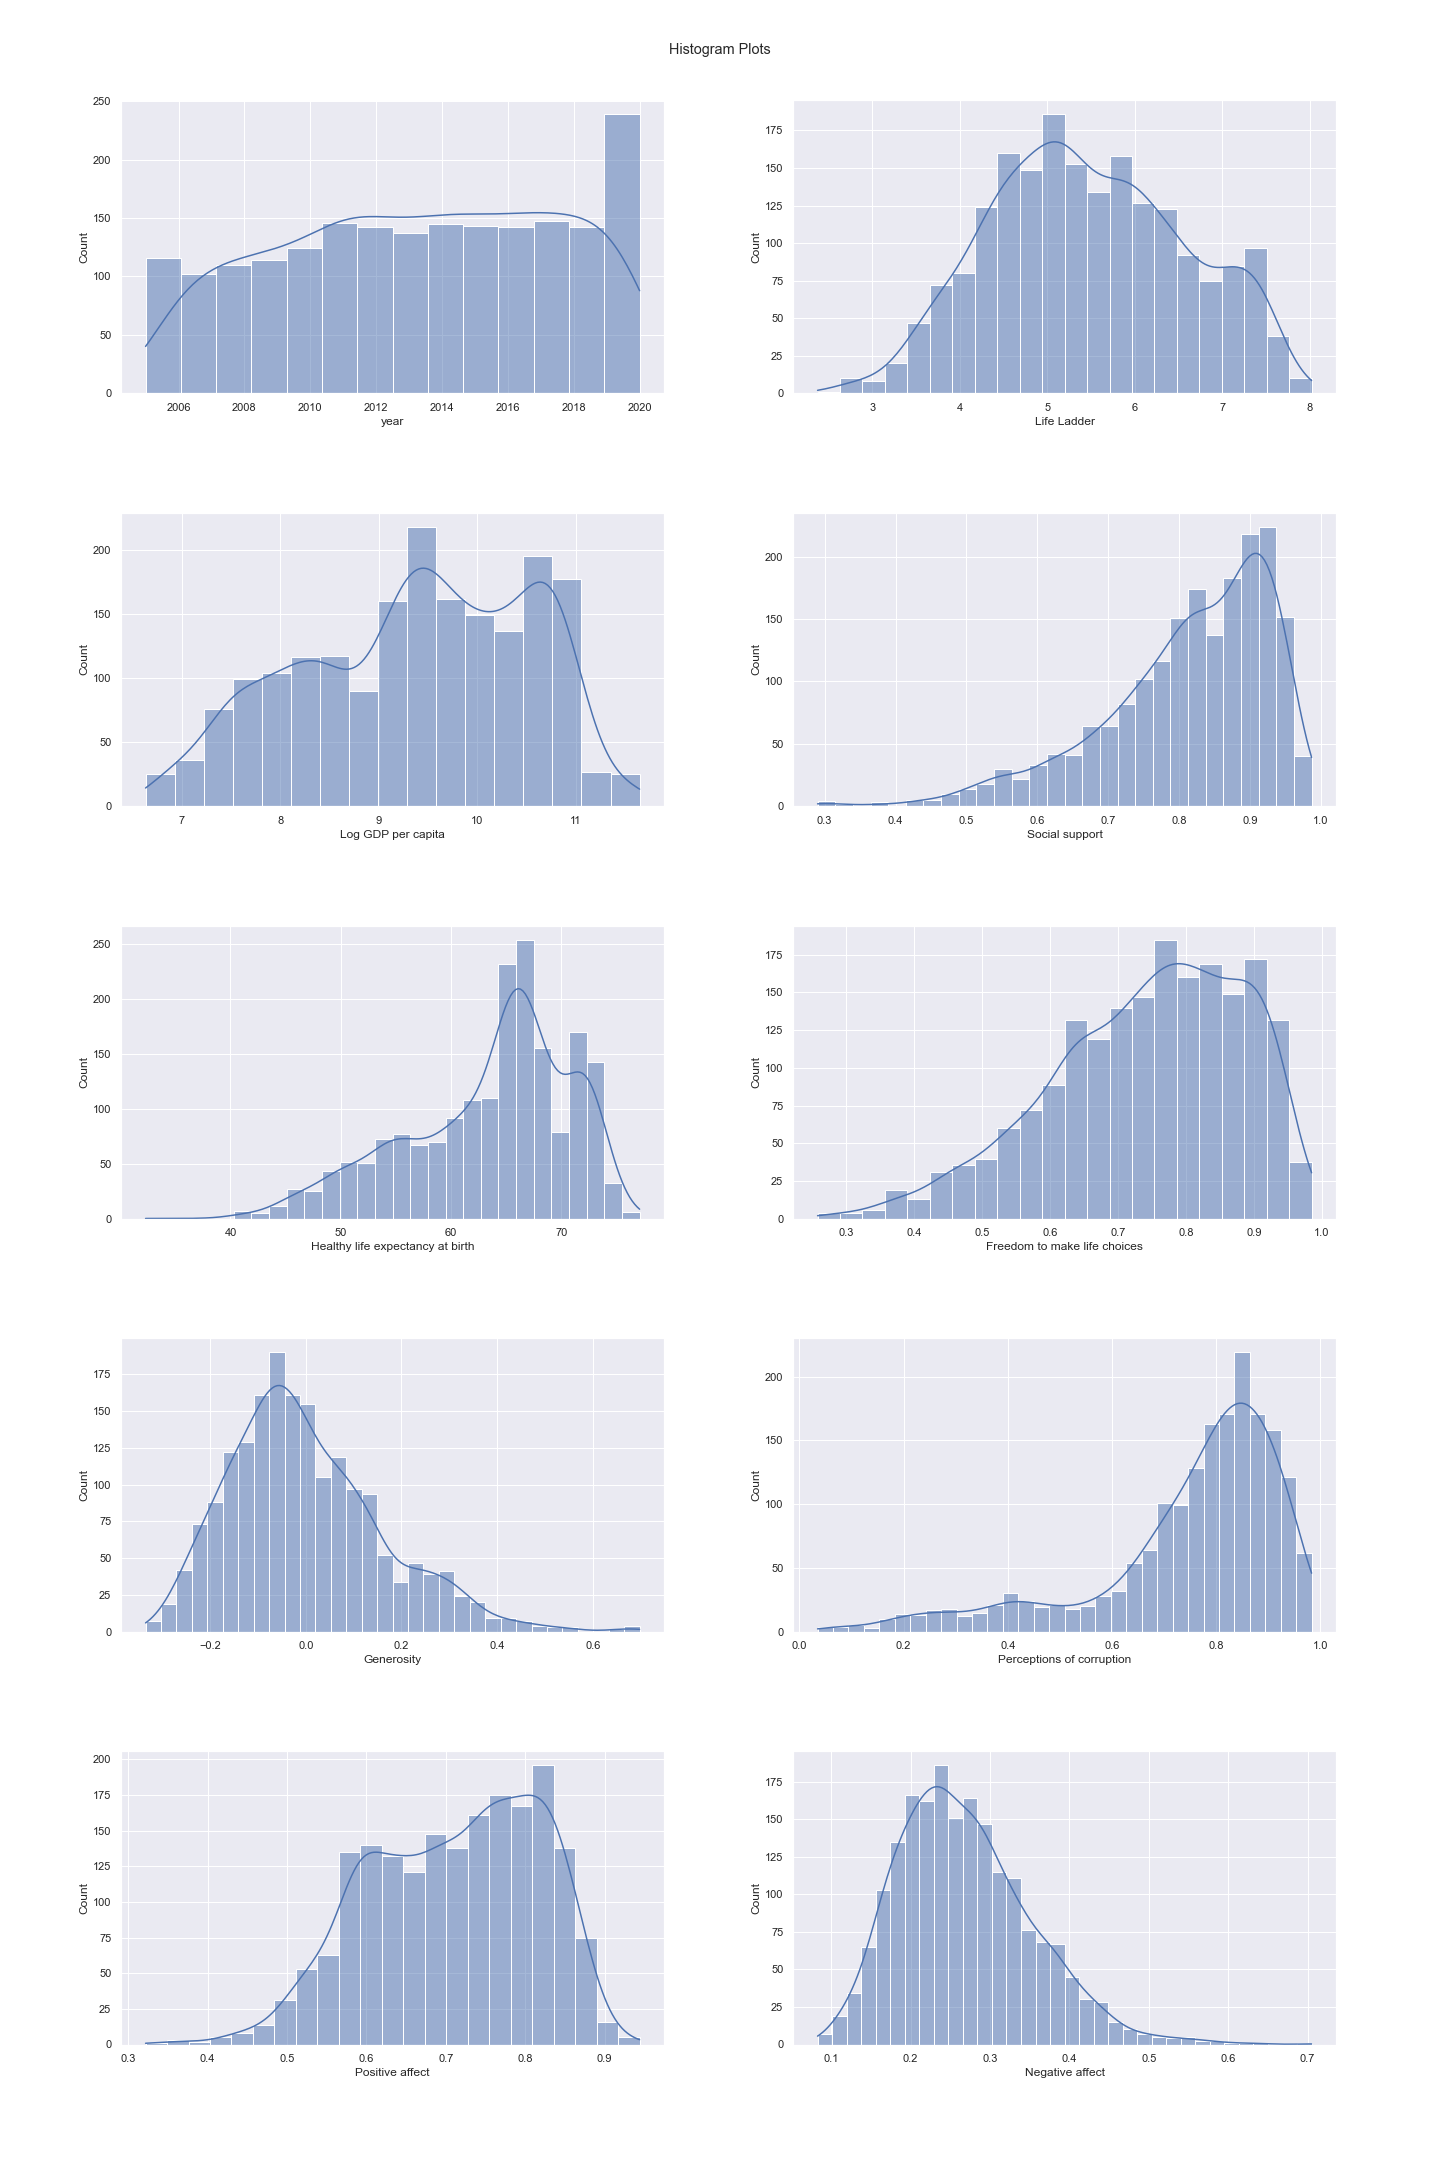 Histogram Plots
250
200
150
100
50
0
Count
2006 2008 2010 2012 2014 2016 2018 2020
year
175
150
125
100
75
50
25
0
Count
3 4 5 6 7 8
Life Ladder
200
150
100
50
0
Count
7 8 9 10 11
Log GDP per capita
200
150
100
50
0
Count
0.3 0.4 0.5 0.6 0.7 0.8 0.9 1.0
Social support
250
200
150
100
50
0
Count
40 50 60 70
Healthy life expectancy at birth
175
150
125
100
75
50
25
0
Count
0.3 0.4 0.5 0.6 0.7 0.8 0.9 1.0
Freedom to make life choices
175
150
125
100
75
50
25
0
Count
−0.2 0.0 0.2 0.4 0.6
Generosity
200
150
100
50
0
Count
0.0 0.2 0.4 0.6 0.8 1.0
Perceptions of corruption
200
175
150
125
100
75
50
25
0
Count
0.3 0.4 0.5 0.6 0.7 0.8 0.9
Positive affect
175
150
125
100
75
50
25
0
Count
0.1 0.2 0.3 0.4 0.5 0.6 0.7
Negative affect